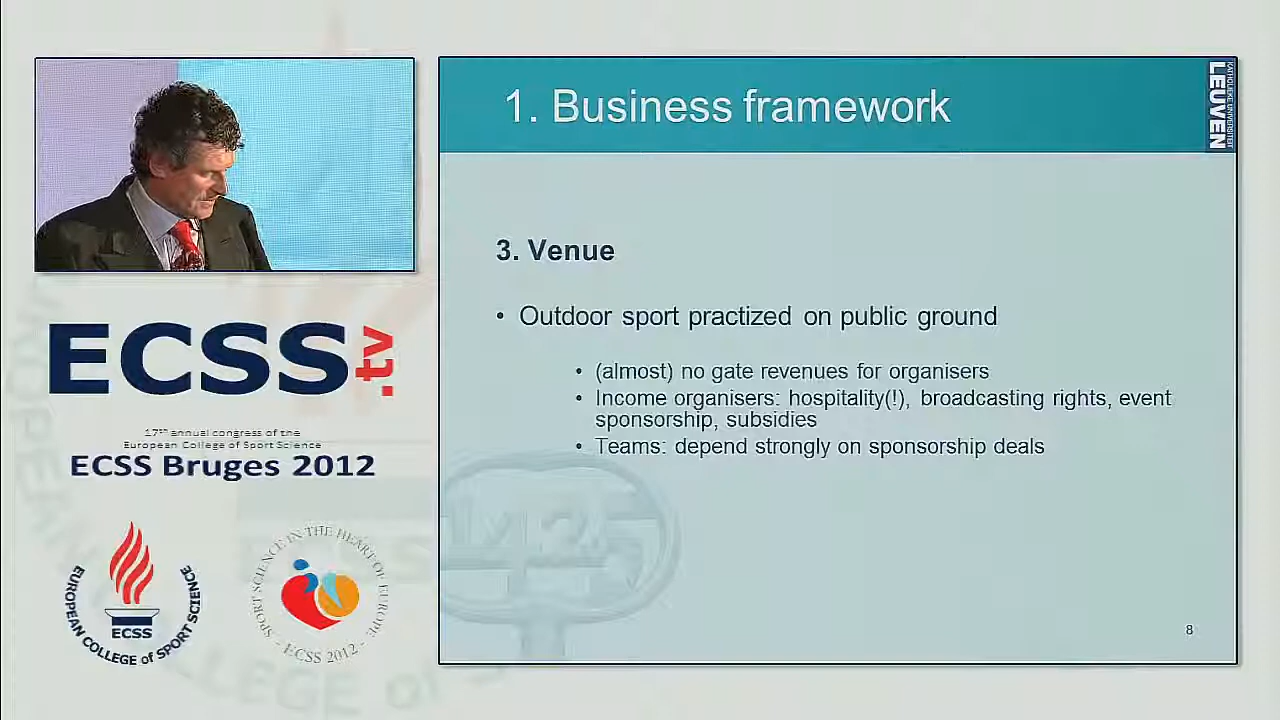 1. Business framework
KATHOLIEKE UNIVERSITEIT
LEUVEN
3. Venue
• Outdoor sport practized on public ground
• (almost) no gate revenues for organisers
• Income organisers: hospitality(!), broadcasting rights, event
sponsorship, subsidies
• Teams: depend strongly on sponsorship deals
8
ECSS.tv
17th annual congress of the
European College of Sport Science
ECSS Bruges 2012
EUROPEAN COLLEGE of SPORT SCIENCE
ECSS
SPORT SCIENCE IN THE HEART OF EUROPE
- ECSS 2012 -